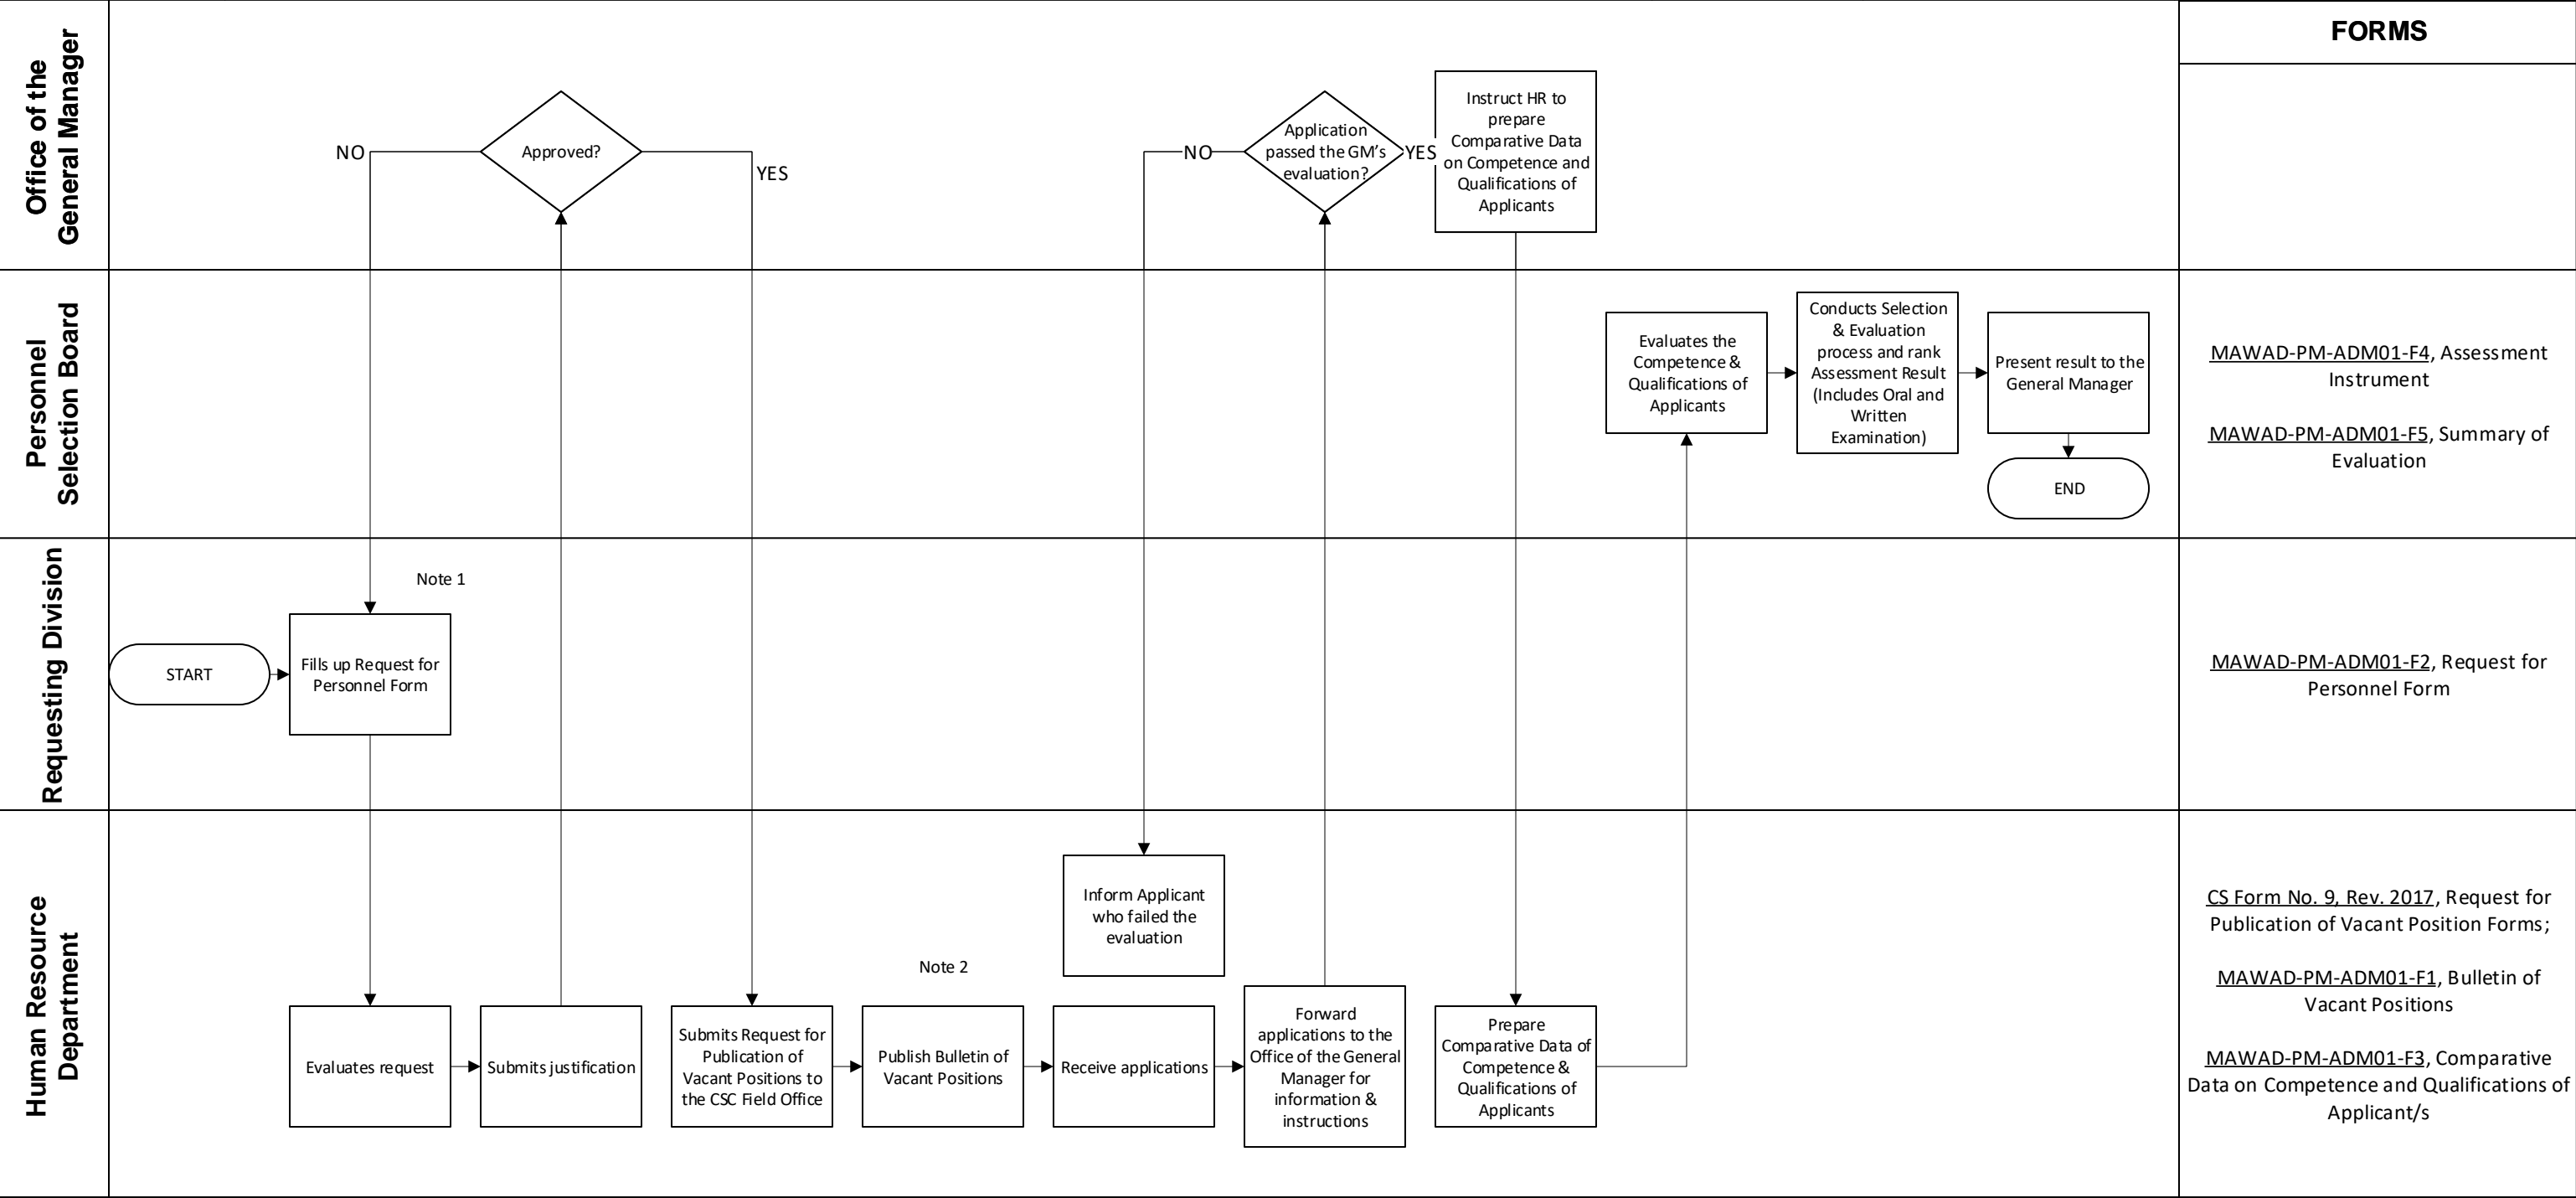 FORMS
Office of the
General Manager
NO
Approved?
YES
NO
Application
passed the GM's
evaluation?
YES
Instruct HR to
prepare
Comparative Data
on Competence and
Qualifications of
Applicants
Personnel
Selection Board
Evaluates the
Competence &
Qualifications of
Applicants
Conducts Selection
& Evaluation
process and rank
Assessment Result
(Includes Oral and
Written
Examination)
Present result to the
General Manager
END
MAWAD-PM-ADM01-F4, Assessment
Instrument
MAWAD-PM-ADM01-F5, Summary of
Evaluation
Requesting Division
Note 1
START
Fills up Request for
Personnel Form
MAWAD-PM-ADM01-F2, Request for
Personnel Form
Human Resource
Department
Inform Applicant
who failed the
evaluation
Note 2
Evaluates request
Submits justification
Submits Request for
Publication of
Vacant Positions to
the CSC Field Office
Publish Bulletin of
Vacant Positions
Receive applications
Forward
applications to the
Office of the General
Manager for
information &
instructions
Prepare
Comparative Data of
Competence &
Qualifications of
Applicants
CS Form No. 9, Rev. 2017, Request for
Publication of Vacant Position Forms;
MAWAD-PM-ADM01-F1, Bulletin of
Vacant Positions
MAWAD-PM-ADM01-F3, Comparative
Data on Competence and Qualifications of
Applicant/s